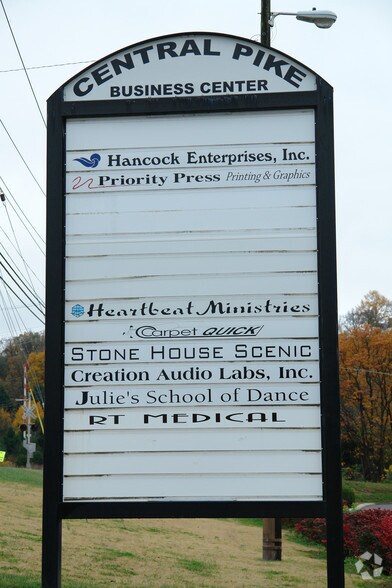 CENTRAL PIKE
BUSINESS CENTER
Hancock Enterprises, Inc.
Priority Press Printing & Graphics
Heartbeat Ministries
Carpet QUICK
STONE HOUSE SCENIC
Creation Audio Labs, Inc.
Julie's School of Dance
RT MEDICAL